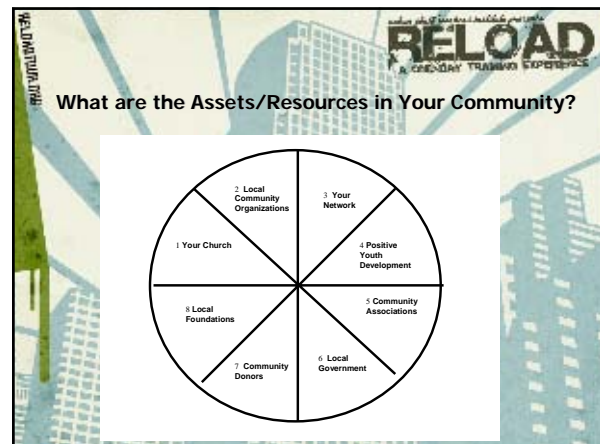 RELOAD
A ONE-DAY TRAINING EXPERIENCE
What are the Assets/Resources in Your Community?
2 Local
Community
Organizations
3 Your
Network
1 Your Church
4 Positive
Youth
Development
8 Local
Foundations
5 Community
Associations
7 Community
Donors
6 Local
Government